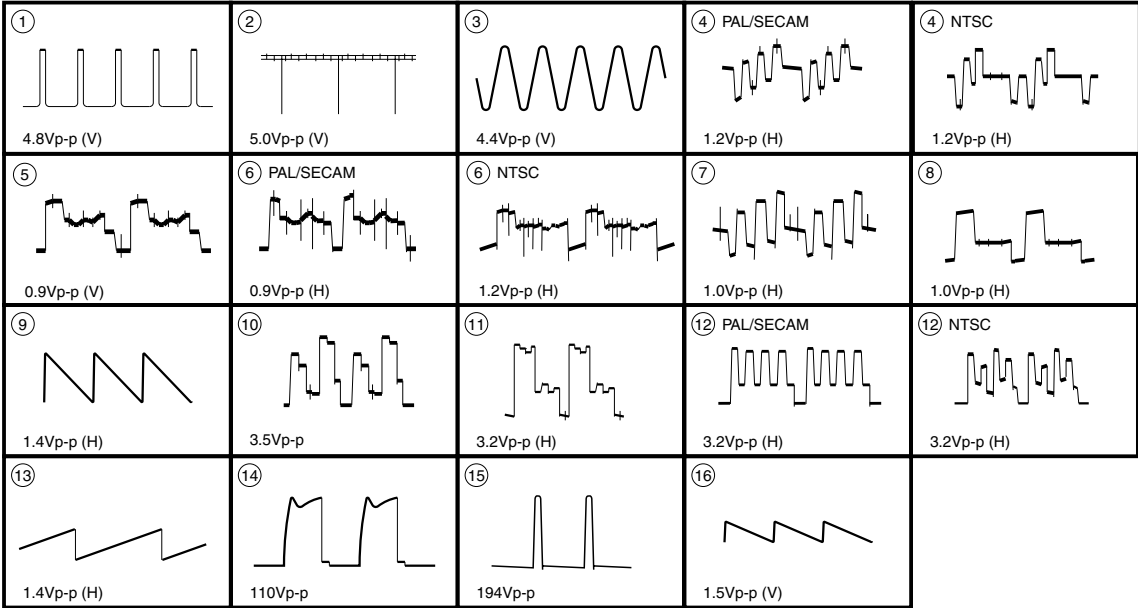 ① ② ③ ④ PAL/SECAM ④ NTSC
4.8Vp-p (V) 5.0Vp-p (V) 4.4Vp-p (V) 1.2Vp-p (H) 1.2Vp-p (H)
⑤ ⑥ PAL/SECAM ⑥ NTSC ⑦ ⑧
0.9Vp-p (V) 0.9Vp-p (H) 1.2Vp-p (H) 1.0Vp-p (H) 1.0Vp-p (H)
⑨ ⑩ ⑪ ⑫ PAL/SECAM ⑫ NTSC
1.4Vp-p (H) 3.5Vp-p 3.2Vp-p (H) 3.2Vp-p (H) 3.2Vp-p (H)
⑬ ⑭ ⑮ ⑯
1.4Vp-p (H) 110Vp-p 194Vp-p 1.5Vp-p (V)